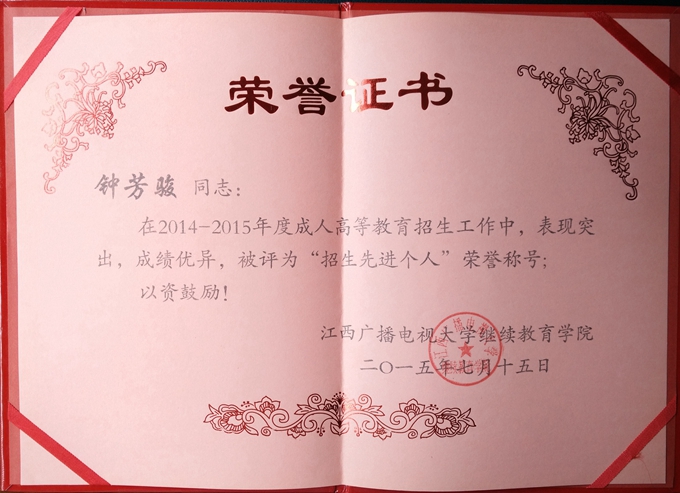 荣誉证书
钟芳骏 同志：
在2014-2015年度成人高等教育招生工作中，表现突
出，成绩优异，被评为“招生先进个人”荣誉称号；
以资鼓励！
江西广播电视大学继续教育学院
二〇一五年七月十五日